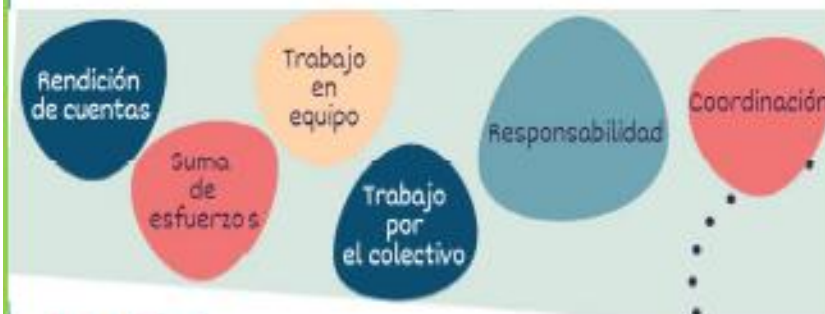 Rendición
de cuentas
Suma
de
esfuerzos
Trabajo
en
equipo
Trabajo
por
el colectivo
Responsabilidad
Coordinación